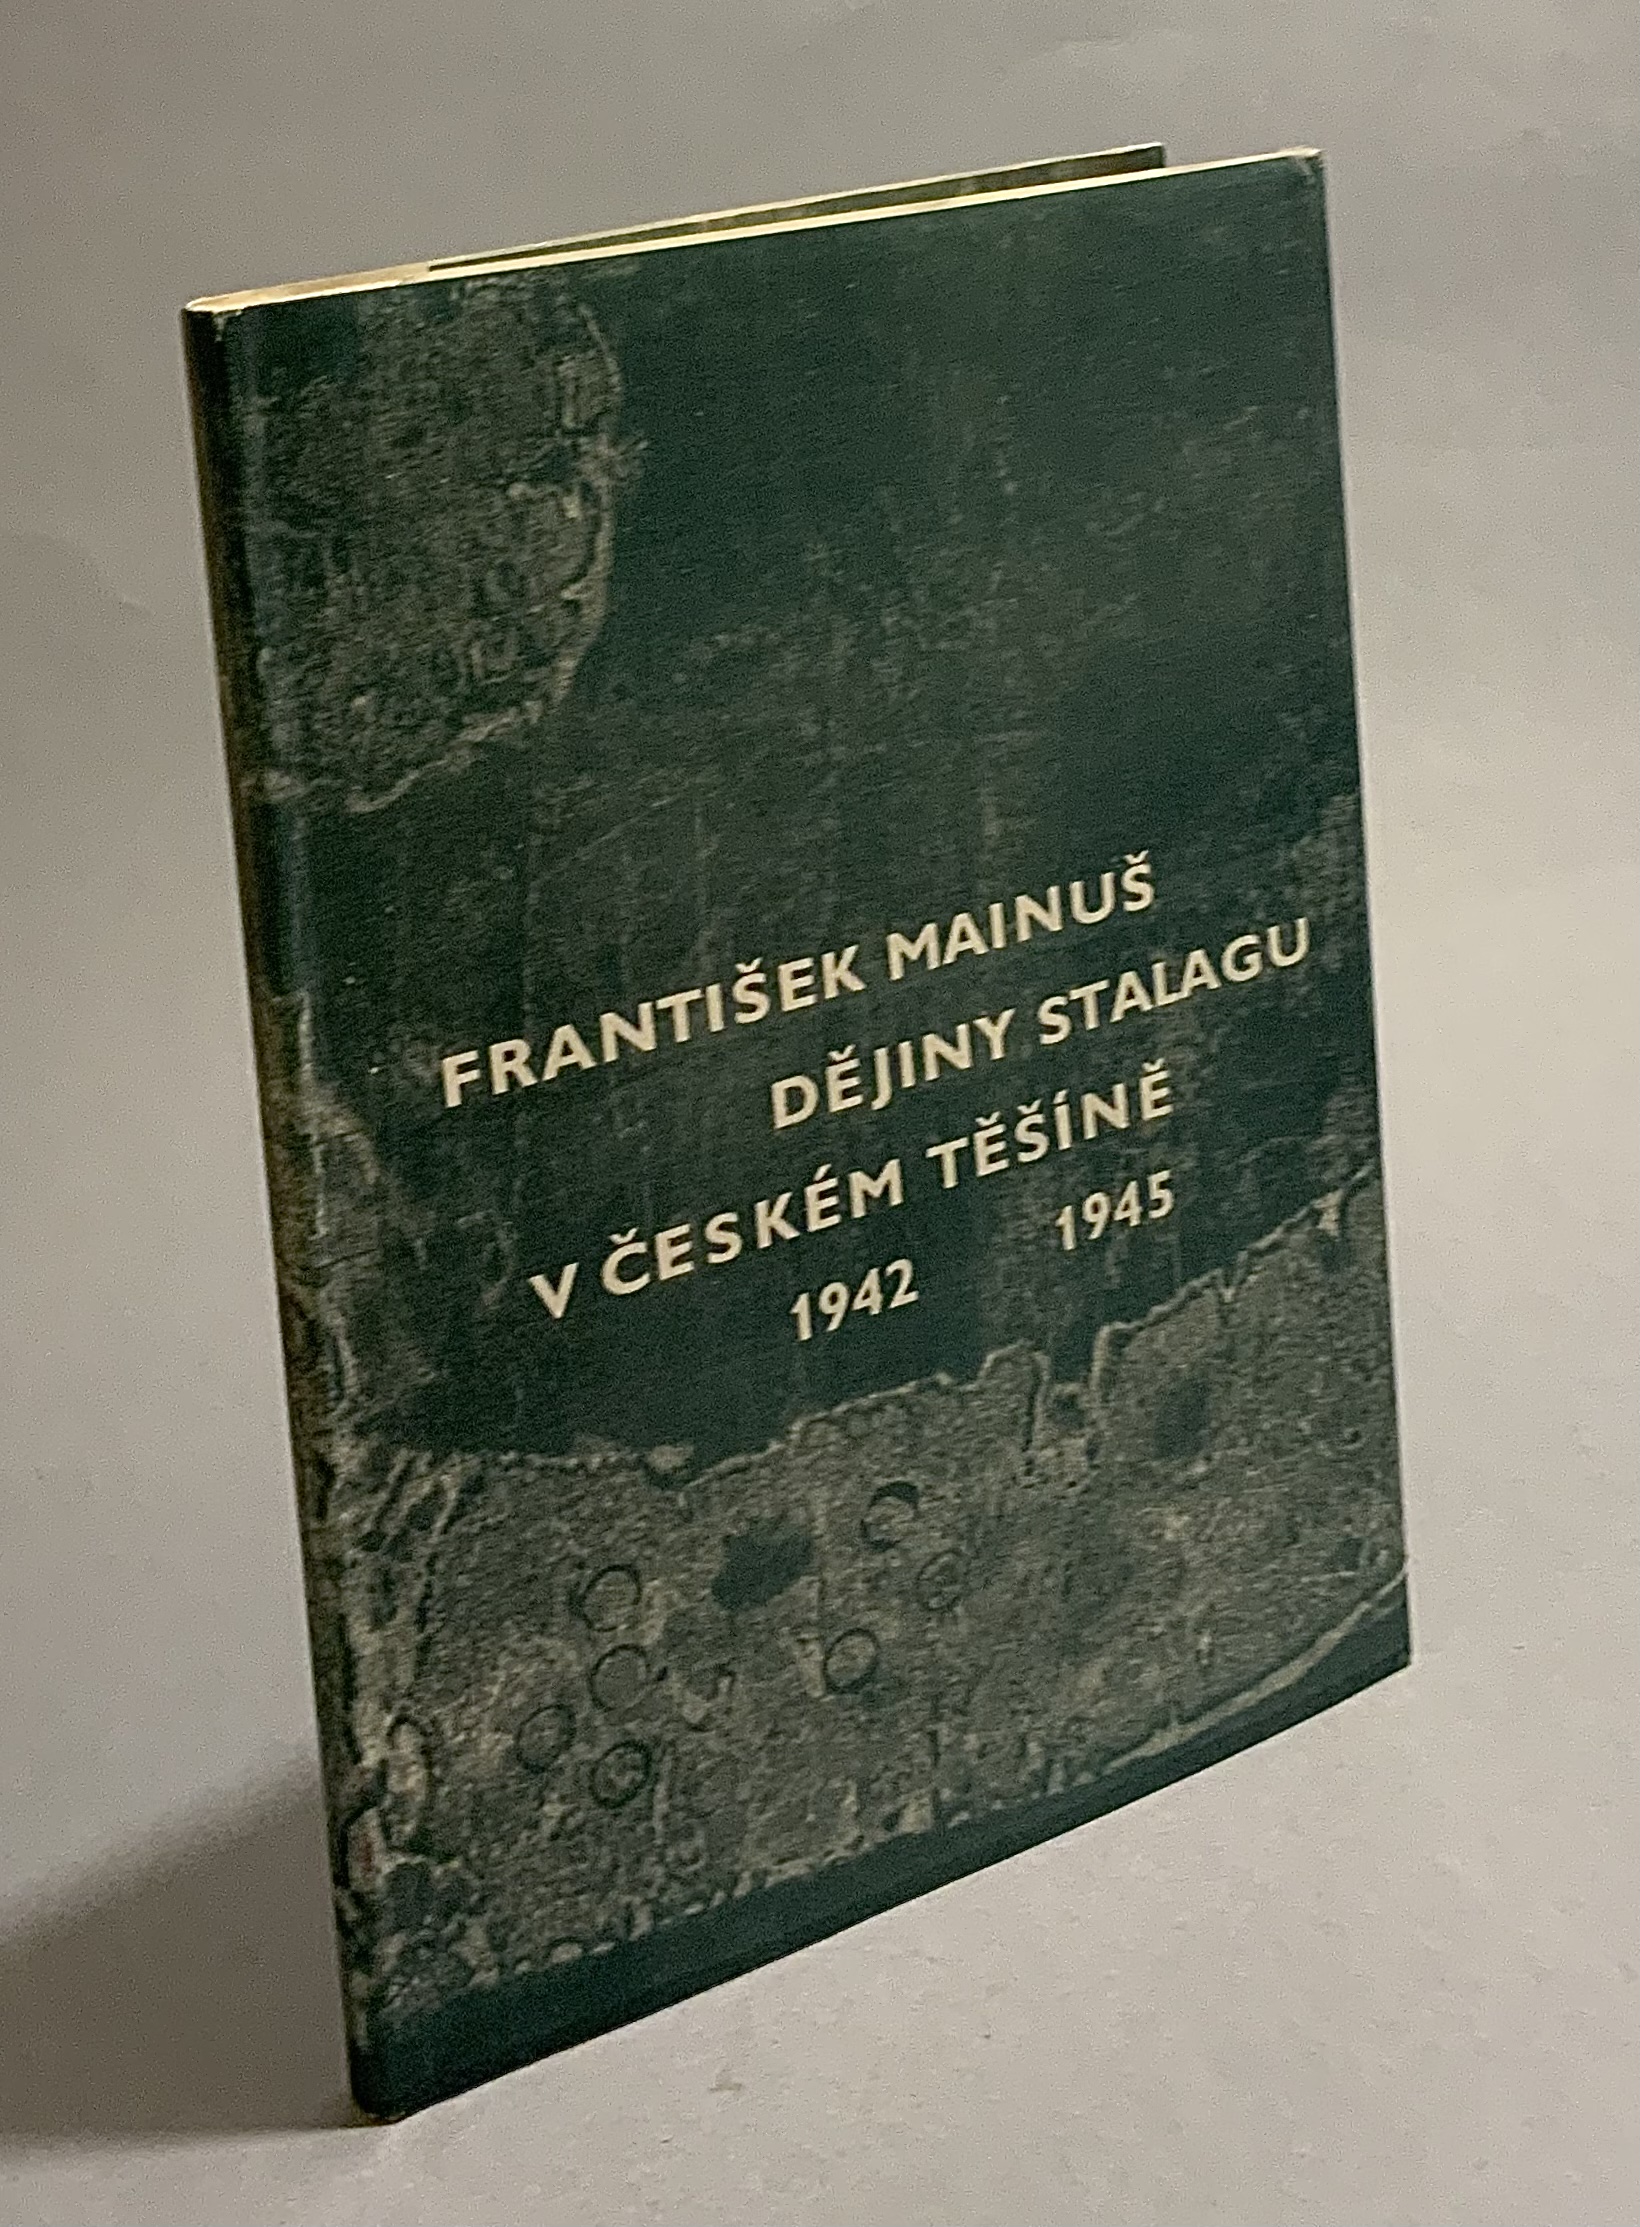 FRANTIŠEK MAINUŠ
DĚJINY STALAGU
V ČESKÉM TĚŠÍNĚ
1942 1945